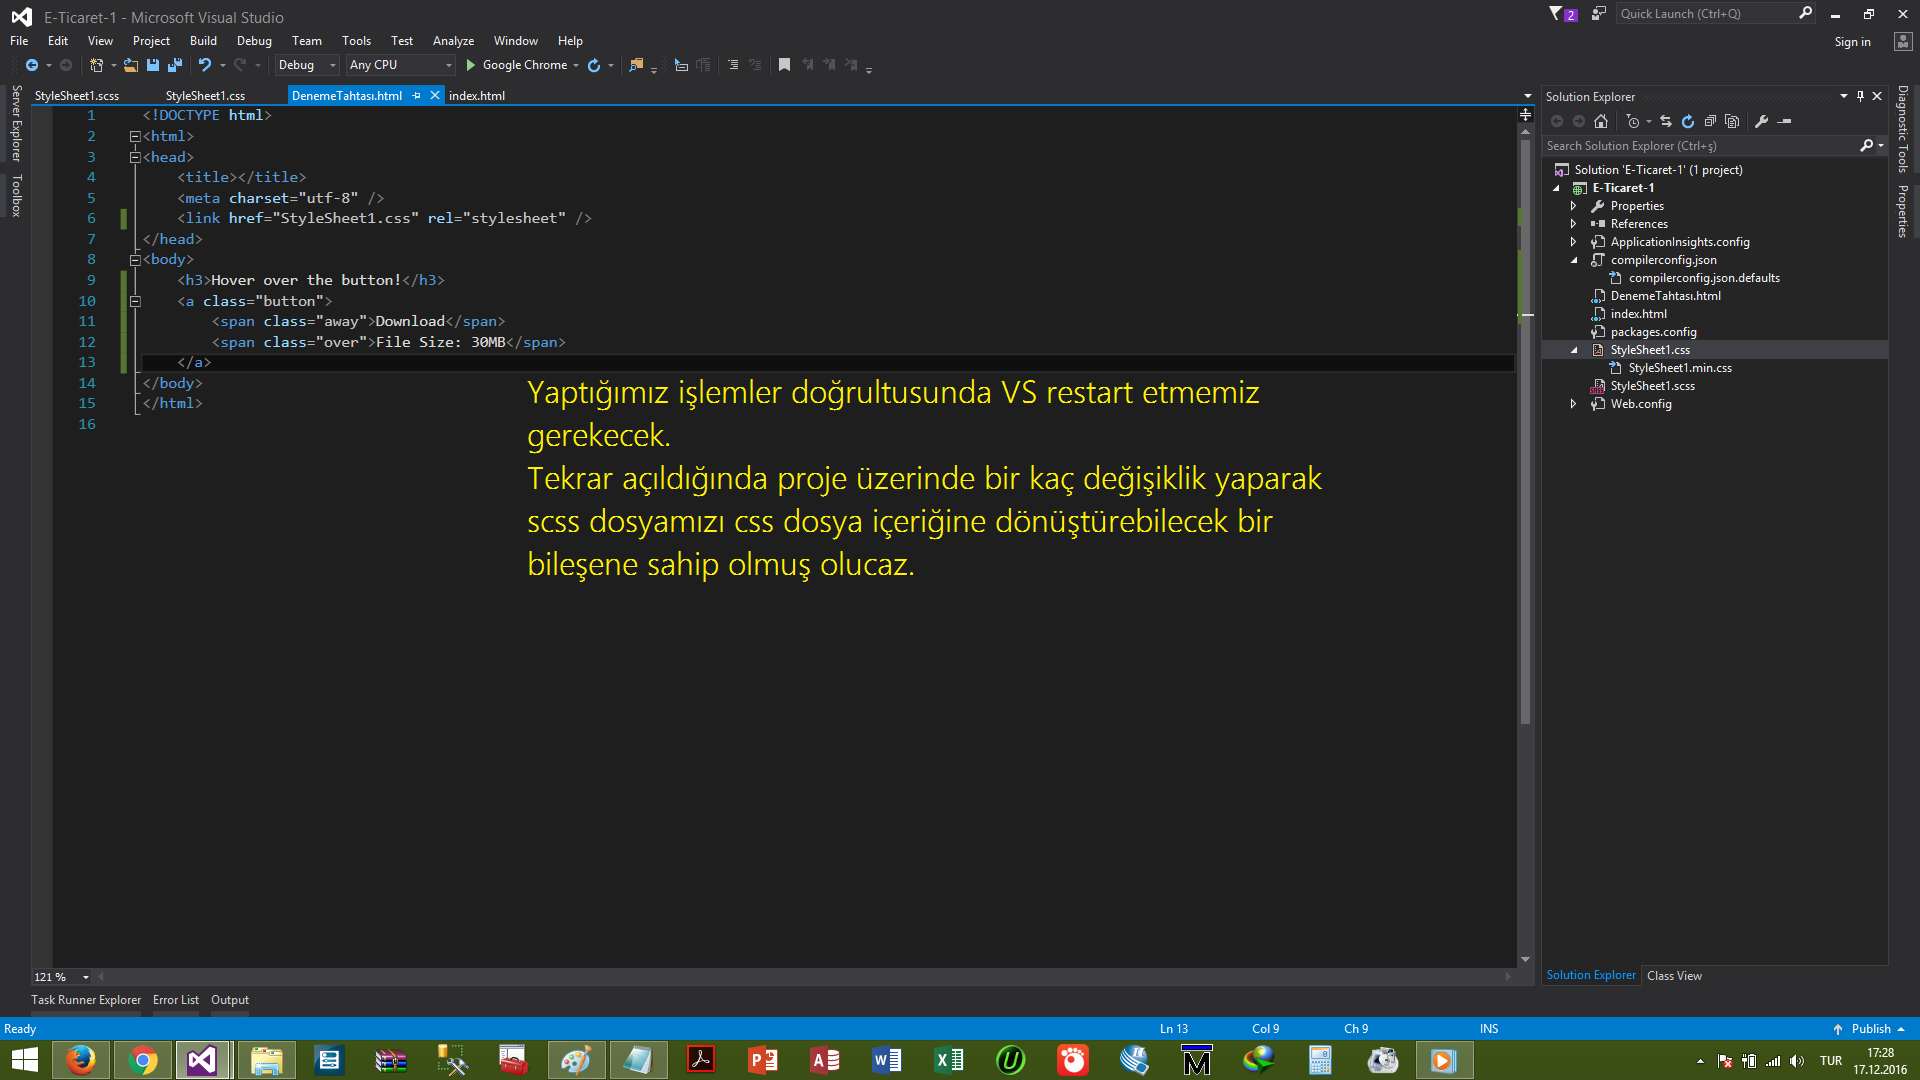 E-Ticaret-1 - Microsoft Visual Studio
2
Quick Launch (Ctrl+Q)
File Edit View Project Build Debug Team Tools Test Analyze Window Help
Sign in
Debug Any CPU Google Chrome
StyleSheet1.scss StyleSheet1.css DenemeTahtası.html index.html
Server Explorer
Toolbox
1 <!DOCTYPE html>
2 <html>
3 <head>
4 <title></title>
5 <meta charset="utf-8" />
6 <link href="StyleSheet1.css" rel="stylesheet" />
7 </head>
8 <body>
9 <h3>Hover over the button!</h3>
10 <a class="button">
11 <span class="away">Download</span>
12 <span class="over">File Size: 30MB</span>
13 </a>
14 </body>
15 </html>
16
Yaptığımız işlemler doğrultusunda VS restart etmemiz
gerekecek.
Tekrar açıldığında proje üzerinde bir kaç değişiklik yaparak
scss dosyamızı css dosya içeriğine dönüştürebilecek bir
bileşene sahip olmuş olucaz.
Solution Explorer
Search Solution Explorer (Ctrl+ş)
Solution 'E-Ticaret-1' (1 project)
E-Ticaret-1
Properties
References
ApplicationInsights.config
compilerconfig.json
compilerconfig.json.defaults
DenemeTahtası.html
index.html
packages.config
StyleSheet1.css
StyleSheet1.min.css
StyleSheet1.scss
Web.config
Diagnostic Tools
Properties
Solution Explorer Class View
121 %
Task Runner Explorer Error List Output
Ready Ln 13 Col 9 Ch 9 INS Publish
TUR
17:28
17.12.2016